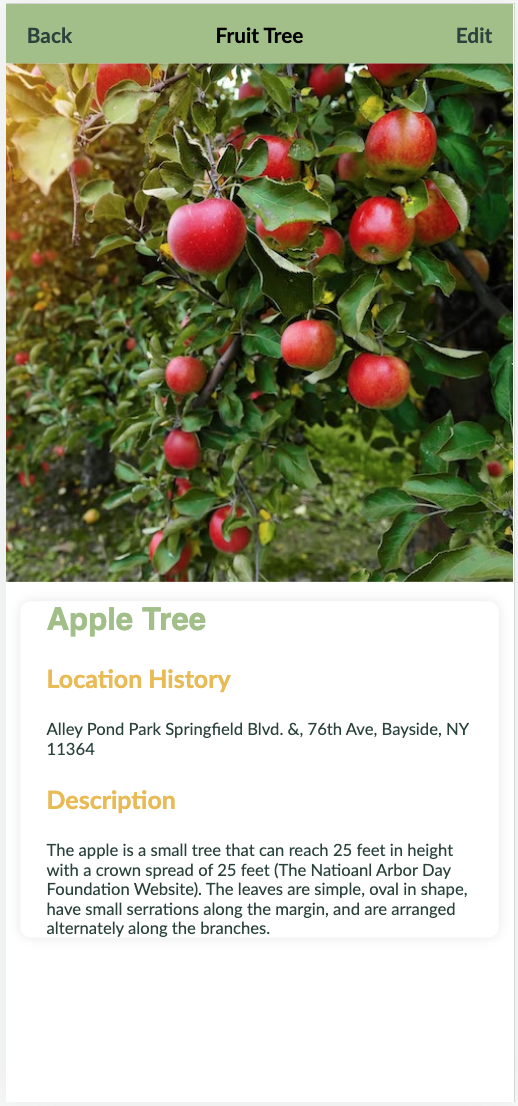 Back
Fruit Tree
Edit
Apple Tree
Location History
Alley Pond Park Springfield Blvd. &, 76th Ave, Bayside, NY
11364
Description
The apple is a small tree that can reach 25 feet in height
with a crown spread of 25 feet (The Natioanl Arbor Day
Foundation Website). The leaves are simple, oval in shape,
have small serrations along the margin, and are arranged
alternately along the branches.